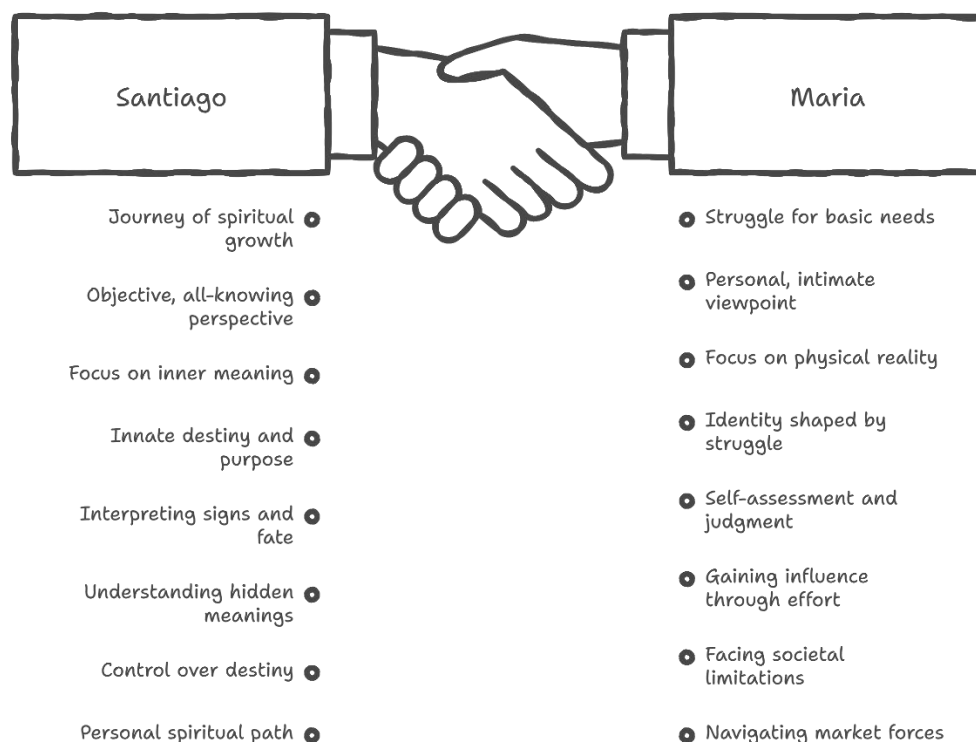 Santiago
Maria
Journey of spiritual
growth
Objective, all-knowing
perspective
Focus on inner meaning
Innate destiny and
purpose
Interpreting signs and
fate
Understanding hidden
meanings
Control over destiny
Personal spiritual path
Struggle for basic needs
Personal, intimate
viewpoint
Focus on physical reality
Identity shaped by
struggle
Self-assessment and
judgment
Gaining influence
through effort
Facing societal
limitations
Navigating market forces